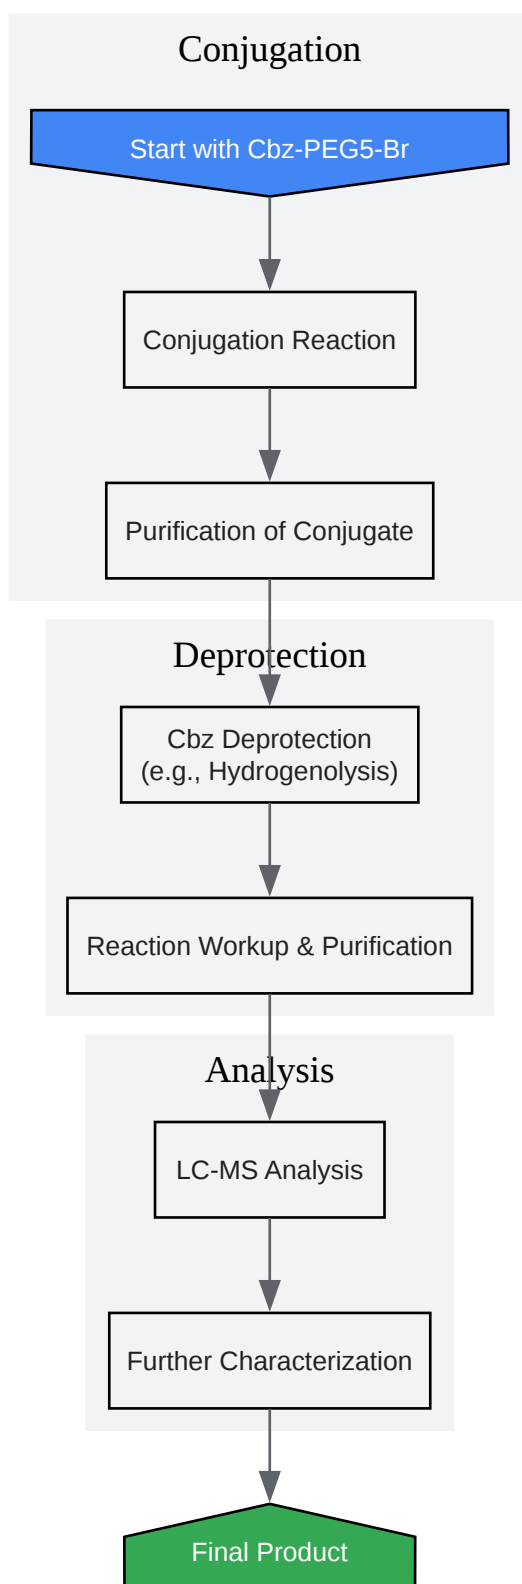 Conjugation
Start with Cbz-PEG5-Br
Conjugation Reaction
Purification of Conjugate
Deprotection
Cbz Deprotection
(e.g., Hydrogenolysis)
Reaction Workup & Purification
Analysis
LC-MS Analysis
Further Characterization
Final Product